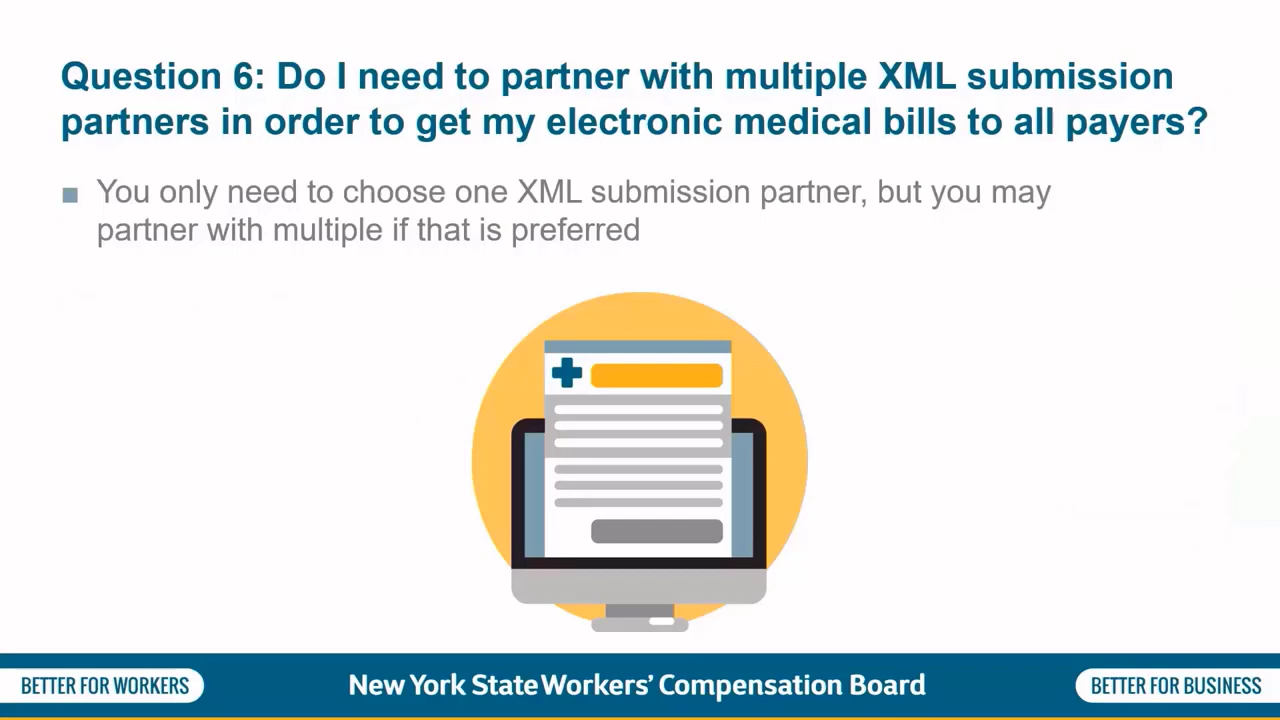 Question 6: Do I need to partner with multiple XML submission
partners in order to get my electronic medical bills to all payers?
You only need to choose one XML submission partner, but you may
partner with multiple if that is preferred
BETTER FOR WORKERS
New York State Workers' Compensation Board
BETTER FOR BUSINESS